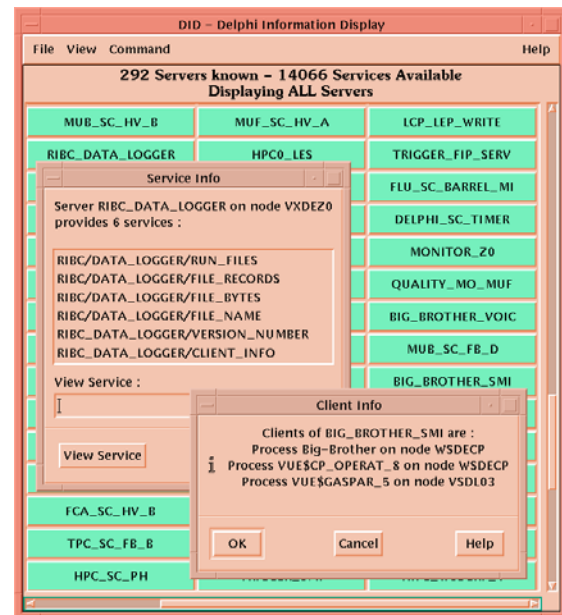 DID – Delphi Information Display
File View Command Help
292 Servers known – 14066 Services Available
Displaying ALL Servers
MUB_SC_HV_B MUF_SC_HV_A LCP_LEP_WRITE
RIBC_DATA_LOGGER HPC0_LES TRIGGER_FIP_SERV
FLU_SC_BARREL_MI
DELPHI_SC_TIMER
MONITOR_Z0
QUALITY_MO_MUF
BIG_BROTHER_VOIC
MUB_SC_FB_D
BIG_BROTHER_SMI
Service Info
Server RIBC_DATA_LOGGER on node VXDEZ0
provides 6 services :
RIBC/DATA_LOGGER/RUN_FILES
RIBC/DATA_LOGGER/FILE_RECORDS
RIBC/DATA_LOGGER/FILE_BYTES
RIBC/DATA_LOGGER/FILE_NAME
RIBC_DATA_LOGGER/VERSION_NUMBER
RIBC_DATA_LOGGER/CLIENT_INFO
View Service :
View Service
Client Info
Clients of BIG_BROTHER_SMI are :
Process Big-Brother on node WSDECP
Process VUE$CP_OPERAT_8 on node WSDECP
Process VUE$GASPAR_5 on node VSDL03
OK Cancel Help
FCA_SC_HV_B
TPC_SC_FB_B
HPC_SC_PH